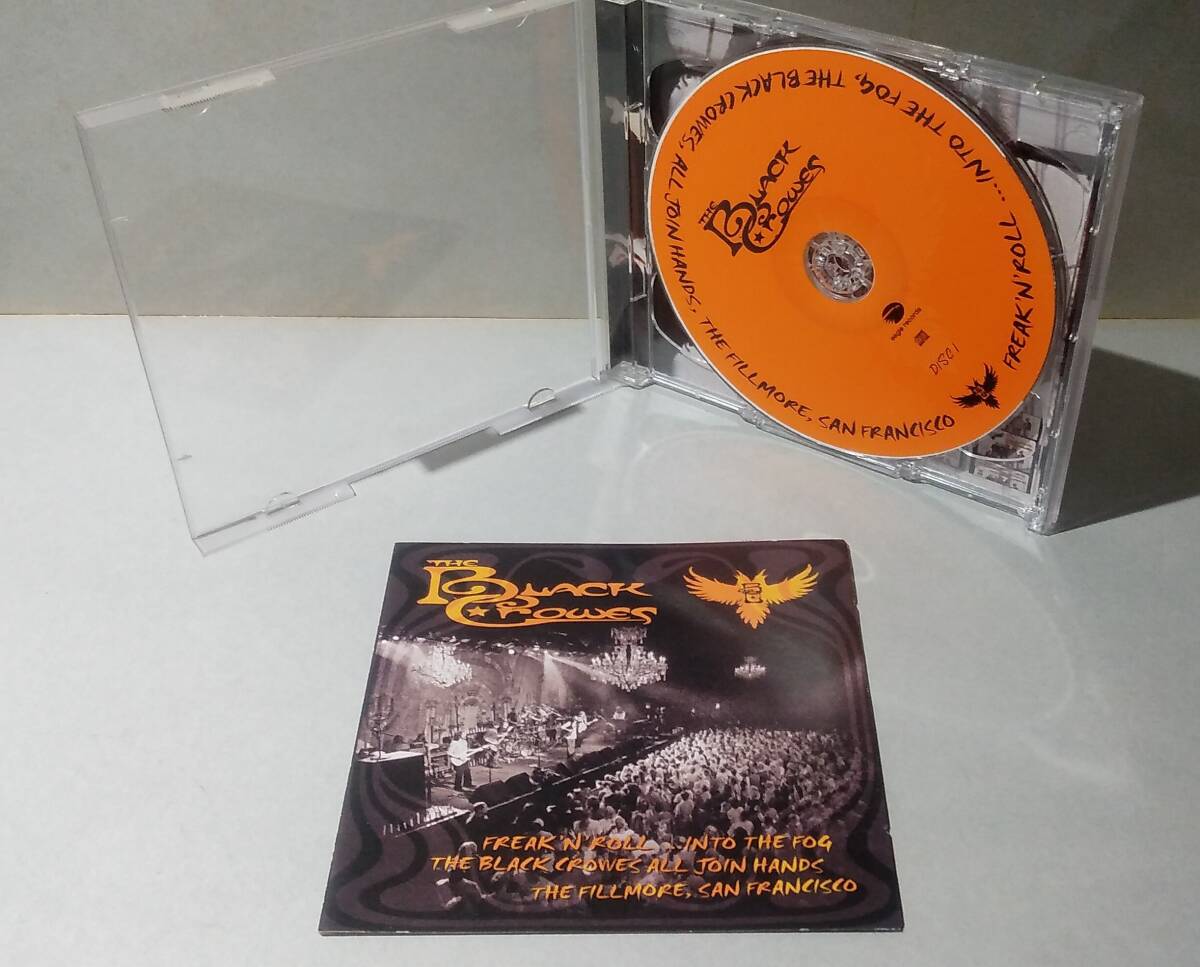 FREAK'N'ROLL ...INTO THE FOG, THE BLACK CROWES, ALL JOIN HANDS, THE FILLMORE, SAN FRANCISCO
THE
BLACK
CROWES
eagle records
DISC 1
THE
BLACK
CROWES
FREAK'N'ROLL...INTO THE FOG
THE BLACK CROWES ALL JOIN HANDS
THE FILLMORE, SAN FRANCISCO